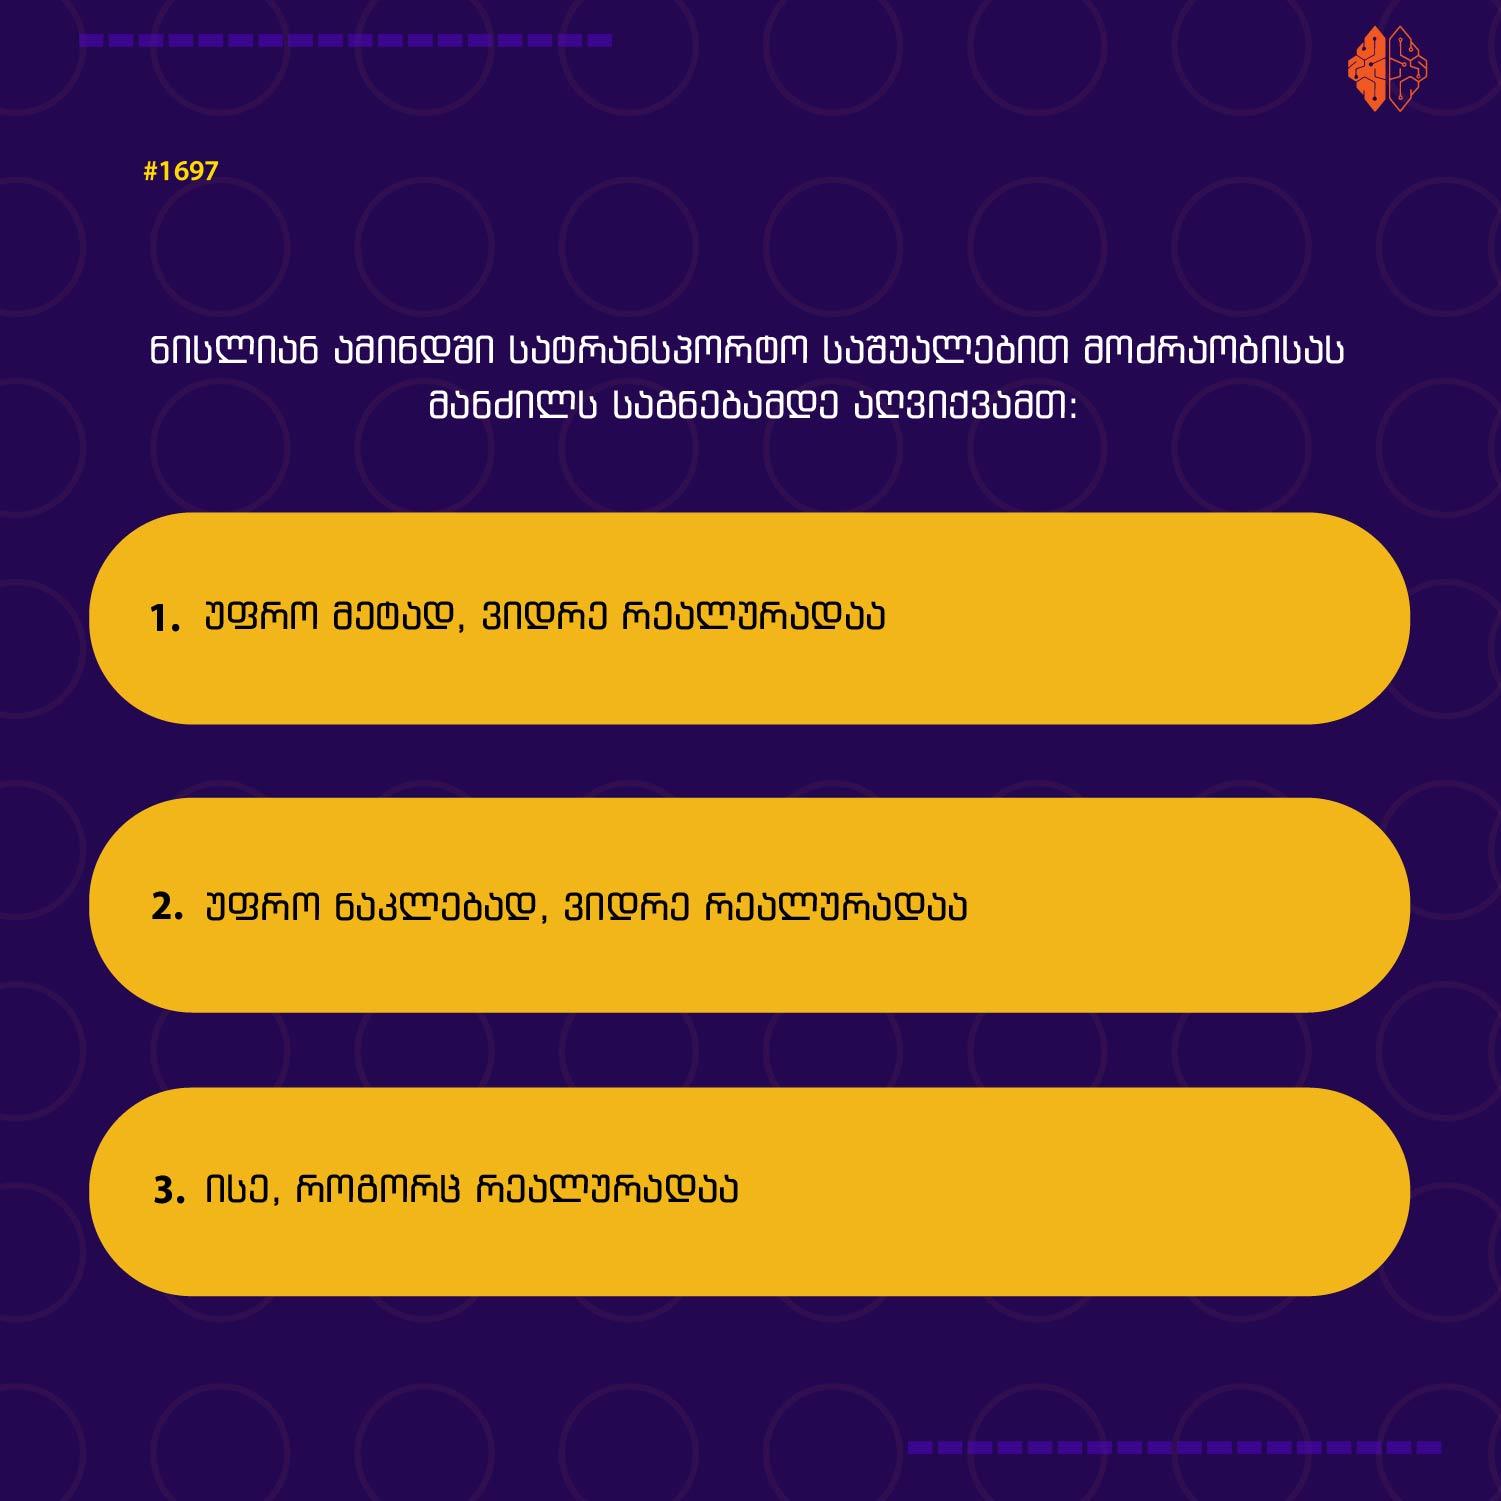 #1697
ნისლიან ამინდში სატრანსპორტო საშუალებით მოძრაობისას
მანძილს საგნებამდე აღვიქვამთ:
1. უფრო მეტად, ვიდრე რეალურადაა
2. უფრო ნაკლებად, ვიდრე რეალურადაა
3. ისე, როგორც რეალურადაა